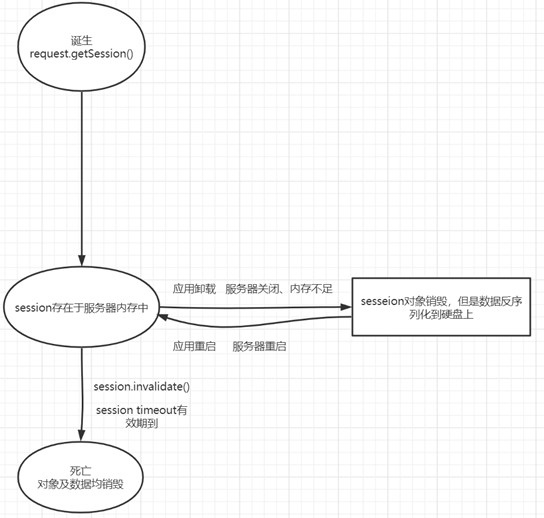 诞生
request.getSession()
session存在于服务器内存中
应用卸载 服务器关闭、内存不足
sesseion对象销毁，但是数据反序
列化到硬盘上
应用重启 服务器重启
session.invalidate()
session timeout有
效期到
死亡
对象及数据均销毁